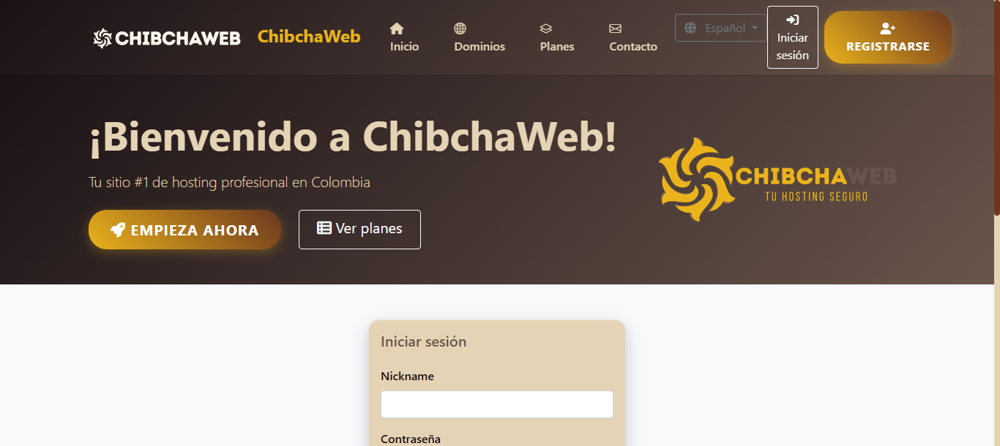 CHIBCHAWEB
ChibchaWeb
Inicio
Dominios
Planes
Contacto
Español
Iniciar
sesión
REGISTRARSE
¡Bienvenido a ChibchaWeb!
Tu sitio #1 de hosting profesional en Colombia
EMPIEZA AHORA
Ver planes
CHIBCHAWEB
TU HOSTING SEGURO
Iniciar sesión
Nickname
Contraseña